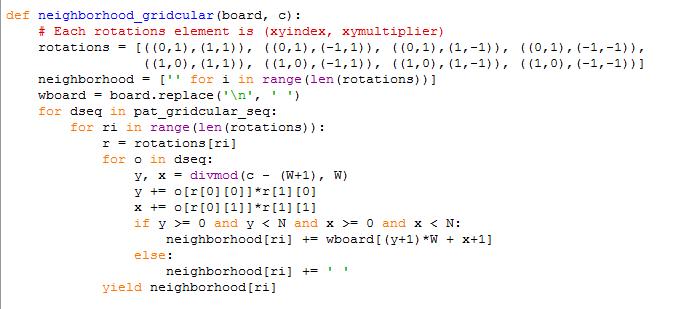 def neighborhood_gridcular(board, c):
    # Each rotations element is (xyindex, xymultiplier)
    rotations = [((0,1),(1,1)), ((0,1),(-1,1)), ((0,1),(1,-1)), ((0,1),(-1,-1)),
                 ((1,0),(1,1)), ((1,0),(-1,1)), ((1,0),(1,-1)), ((1,0),(-1,-1))]
    neighborhood = ['' for i in range(len(rotations))]
    wboard = board.replace('\n', ' ')
    for dseq in pat_gridcular_seq:
        for ri in range(len(rotations)):
            r = rotations[ri]
            for o in dseq:
                y, x = divmod(c - (W+1), W)
                y += o[r[0][0]]*r[1][0]
                x += o[r[0][1]]*r[1][1]
                if y >= 0 and y < N and x >= 0 and x < N:
                    neighborhood[ri] += wboard[(y+1)*W + x+1]
                else:
                    neighborhood[ri] += ' '
            yield neighborhood[ri]